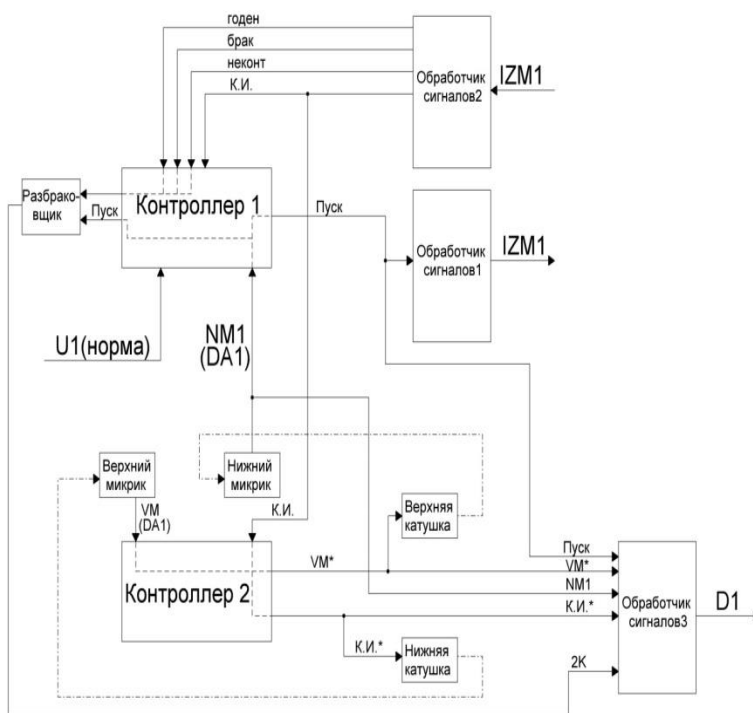 годен
брак
неконт
К.И.
Обработчик
сигналов2
IZM1
Разбрако-
вщик
Пуск
Контроллер 1
Пуск
Обработчик
сигналов1
IZM1
U1(норма)
NM1
(DA1)
Верхний
микрик
Нижний
микрик
VM
(DA1)
К.И.
Верхняя
катушка
Контроллер 2
VM*
Пуск
VM*
NM1
К.И.*
Обработчик
сигналов3
D1
К.И.*
Нижняя
катушка
2К